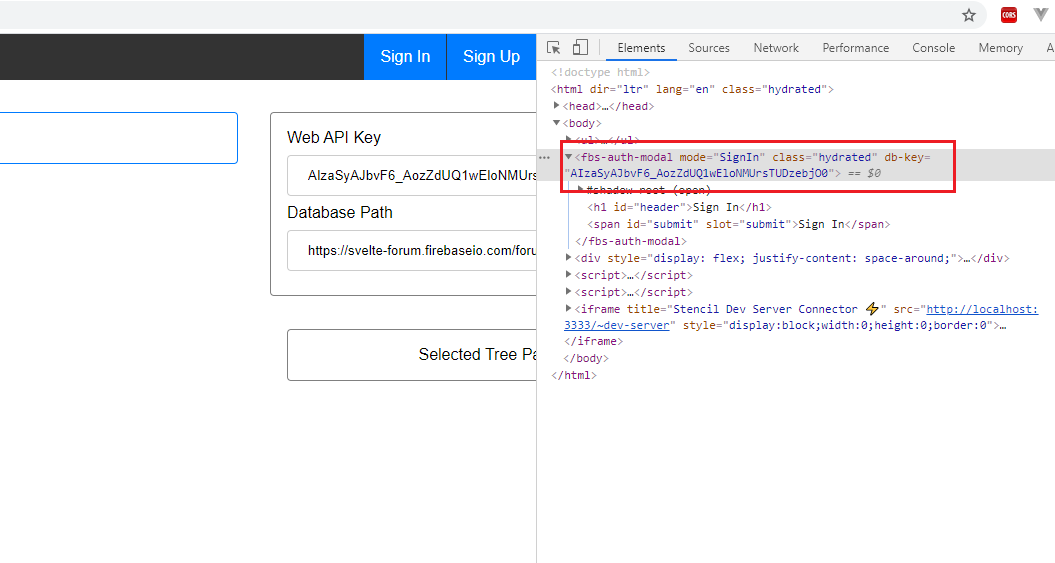 CORS
Sign In
Sign Up
Web API Key
AIzaSyAJbvF6_AozZdUQ1wEloNMUrs
Database Path
https://svelte-forum.firebaseio.com/foru
Selected Tree Pa
Elements
Sources
Network
Performance
Console
Memory
A
<!doctype html>
<html dir="ltr" lang="en" class="hydrated">
<head>…</head>
<body>
<ul>…</ul>
<fbs-auth-modal mode="SignIn" class="hydrated" db-key=
"AIzaSyAJbvF6_AozZdUQ1wEloNMUrsTUDzebjO0"> == $0
#shadow-root (open)
<h1 id="header">Sign In</h1>
<span id="submit" slot="submit">Sign In</span>
</fbs-auth-modal>
<div style="display: flex; justify-content: space-around;">…</div>
<script>…</script>
<script>…</script>
<iframe title="Stencil Dev Server Connector ⚡" src="http://localhost:
3333/~dev-server" style="display:block;width:0;height:0;border:0">…
</iframe>
</body>
</html>